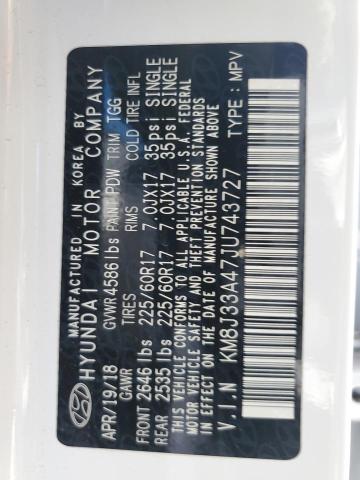 MANUFACTURED IN KOREA BY
HYUNDAI MOTOR COMPANY
APR/19/18 GVWR 4586 lbs PAINT PDW TRIM TGG
GAWR TIRES RIMS COLD TIRE INFL
FRONT 2646 lbs 225/60R17 7.0JX17 35psi SINGLE
REAR 2535 lbs 225/60R17 7.0JX17 35psi SINGLE
THIS VEHICLE CONFORMS TO ALL APPLICABLE U.S. FEDERAL
MOTOR VEHICLE SAFETY AND THEFT PREVENTION STANDARDS
IN EFFECT ON THE DATE OF MANUFACTURE SHOWN ABOVE.
V.I.N KM8J33A47JU743727 TYPE: MPV